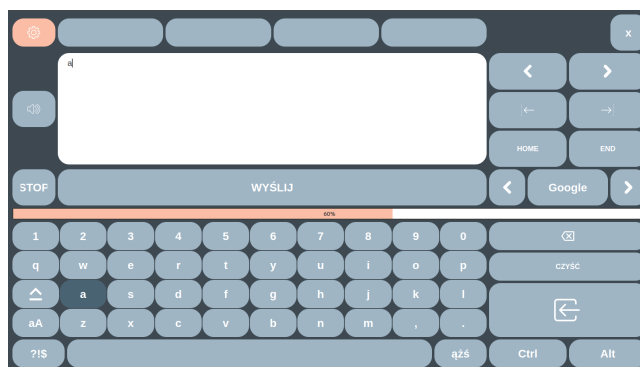 x
a
HOME END
STOP WYŚLIJ Google
60%
1 2 3 4 5 6 7 8 9 0
q w e r t y u i o p CZYŚĆ
a s d f g h j k l
aA z x c v b n m , .
?!$ ąźś Ctrl Alt